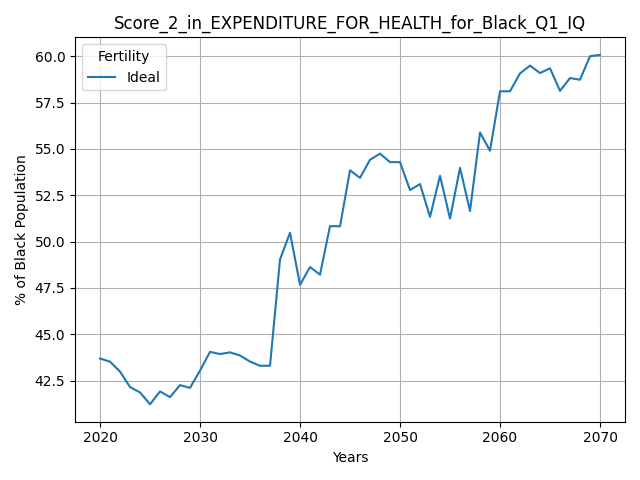 Score_2_in_EXPENDITURE_FOR_HEALTH_for_Black_Q1_IQ
Fertility
Ideal
% of Black Population
60.0
57.5
55.0
52.5
50.0
47.5
45.0
42.5
2020 2030 2040 2050 2060 2070
Years